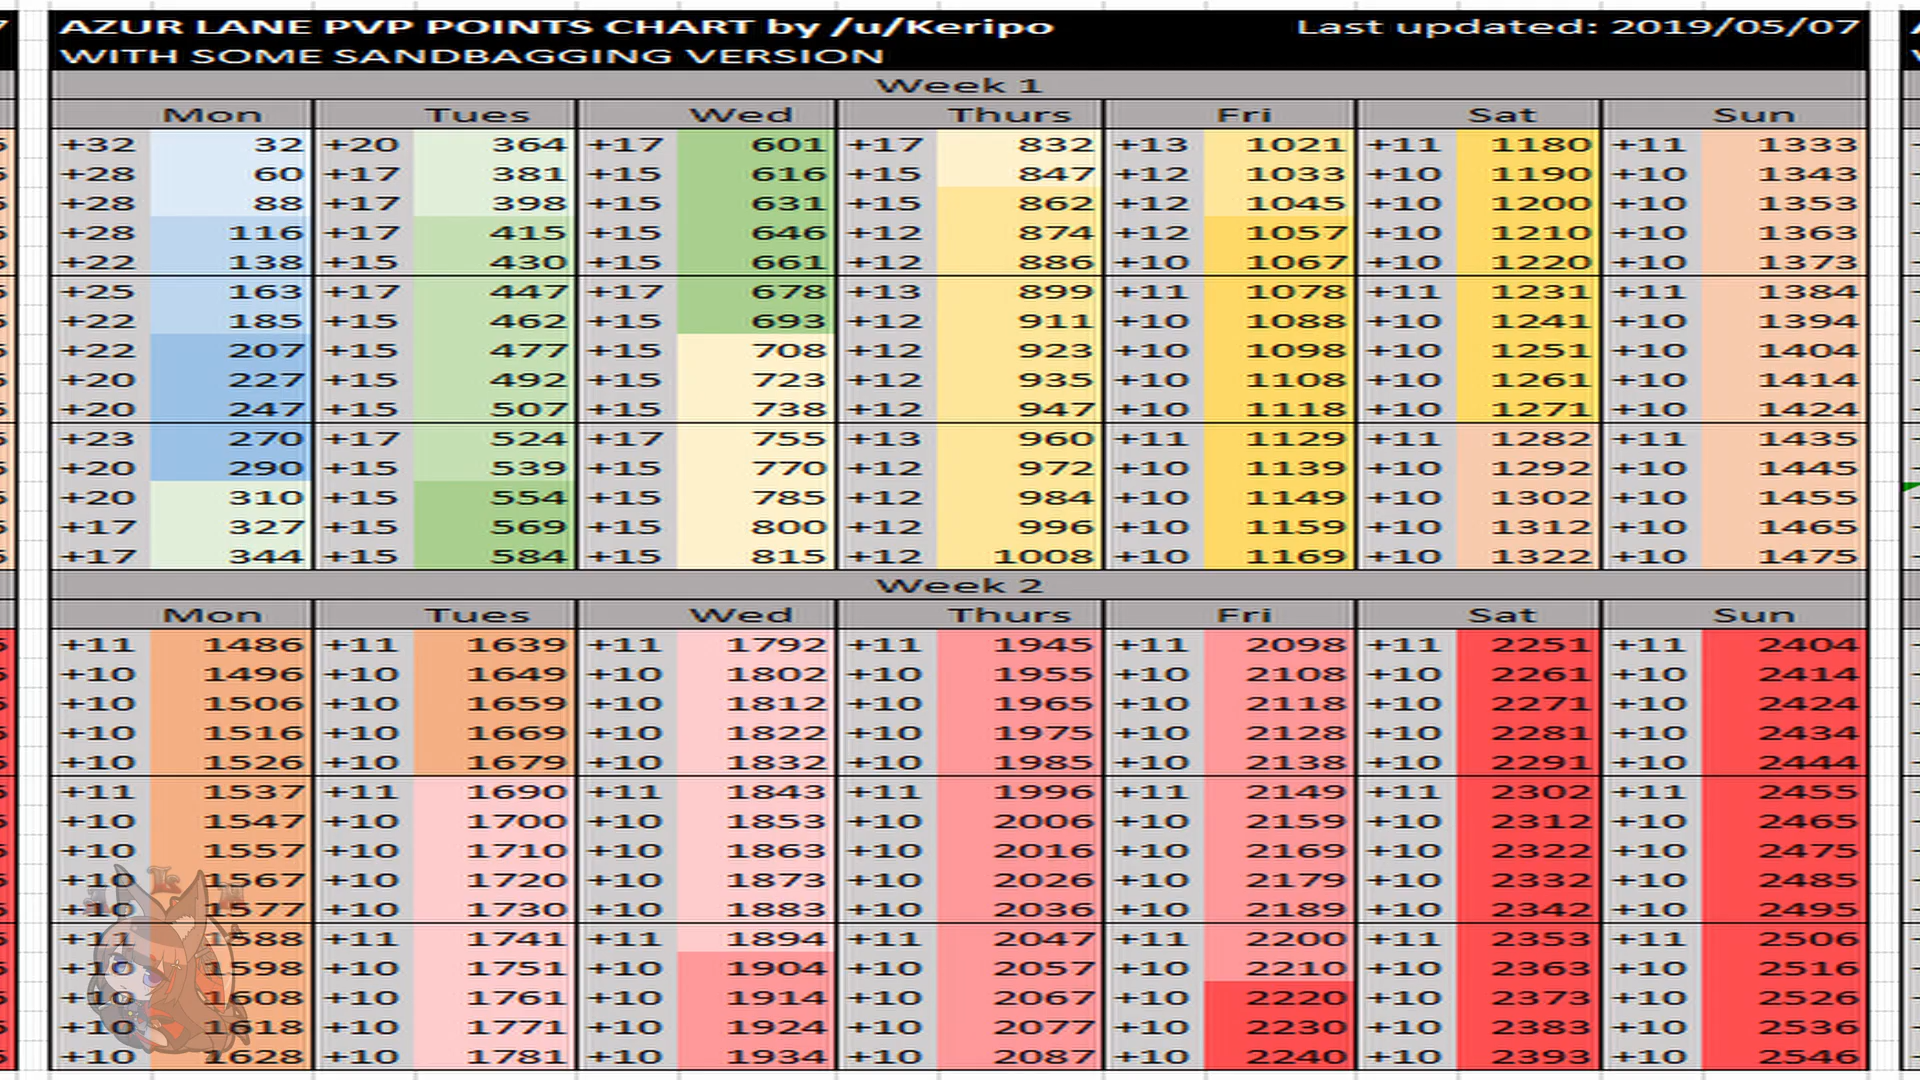 AZUR LANE PVP POINTS CHART by /u/Keripo Last updated: 2019/05/07
WITH SOME SANDBAGGING VERSION
Week 1
Mon Tues Wed Thurs Fri Sat Sun
+32 32 +20 364 +17 601 +17 832 +13 1021 +11 1180 +11 1333
+28 60 +17 381 +15 616 +15 847 +12 1033 +10 1190 +10 1343
+28 88 +17 398 +15 631 +15 862 +12 1045 +10 1200 +10 1353
+28 116 +17 415 +15 646 +12 874 +12 1057 +10 1210 +10 1363
+22 138 +15 430 +15 661 +12 886 +10 1067 +10 1220 +10 1373
+25 163 +17 447 +17 678 +13 899 +11 1078 +11 1231 +11 1384
+22 185 +15 462 +15 693 +12 911 +10 1088 +10 1241 +10 1394
+22 207 +15 477 +15 708 +12 923 +10 1098 +10 1251 +10 1404
+20 227 +15 492 +15 723 +12 935 +10 1108 +10 1261 +10 1414
+20 247 +15 507 +15 738 +12 947 +10 1118 +10 1271 +10 1424
+23 270 +17 524 +17 755 +13 960 +11 1129 +11 1282 +11 1435
+20 290 +15 539 +15 770 +12 972 +10 1139 +10 1292 +10 1445
+20 310 +15 554 +15 785 +12 984 +10 1149 +10 1302 +10 1455
+17 327 +15 569 +15 800 +12 996 +10 1159 +10 1312 +10 1465
+17 344 +15 584 +15 815 +12 1008 +10 1169 +10 1322 +10 1475
Week 2
Mon Tues Wed Thurs Fri Sat Sun
+11 1486 +11 1639 +11 1792 +11 1945 +11 2098 +11 2251 +11 2404
+10 1496 +10 1649 +10 1802 +10 1955 +10 2108 +10 2261 +10 2414
+10 1506 +10 1659 +10 1812 +10 1965 +10 2118 +10 2271 +10 2424
+10 1516 +10 1669 +10 1822 +10 1975 +10 2128 +10 2281 +10 2434
+10 1526 +10 1679 +10 1832 +10 1985 +10 2138 +10 2291 +10 2444
+11 1537 +11 1690 +11 1843 +11 1996 +11 2149 +11 2302 +11 2455
+10 1547 +10 1700 +10 1853 +10 2006 +10 2159 +10 2312 +10 2465
+10 1557 +10 1710 +10 1863 +10 2016 +10 2169 +10 2322 +10 2475
+10 1567 +10 1720 +10 1873 +10 2026 +10 2179 +10 2332 +10 2485
+10 1577 +10 1730 +10 1883 +10 2036 +10 2189 +10 2342 +10 2495
+11 1588 +11 1741 +11 1894 +11 2047 +11 2200 +11 2353 +11 2506
+10 1598 +10 1751 +10 1904 +10 2057 +10 2210 +10 2363 +10 2516
+10 1608 +10 1761 +10 1914 +10 2067 +10 2220 +10 2373 +10 2526
+10 1618 +10 1771 +10 1924 +10 2077 +10 2230 +10 2383 +10 2536
+10 1628 +10 1781 +10 1934 +10 2087 +10 2240 +10 2393 +10 2546